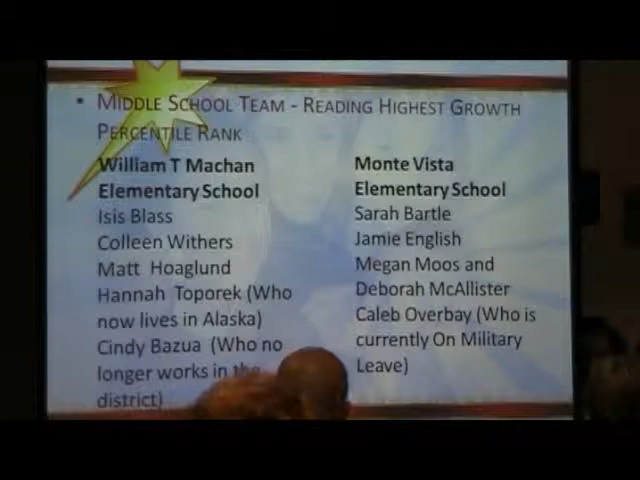 • Middle School Team - Reading Highest Growth
Percentile Rank
William T Machan
Elementary School
Isis Blass
Colleen Withers
Matt Hoaglund
Hannah Toporek (Who
now lives in Alaska)
Cindy Bazua (Who no
longer works in the
district)
Monte Vista
Elementary School
Sarah Bartle
Jamie English
Megan Moos and
Deborah McAllister
Caleb Overbay (Who is
currently On Military
Leave)